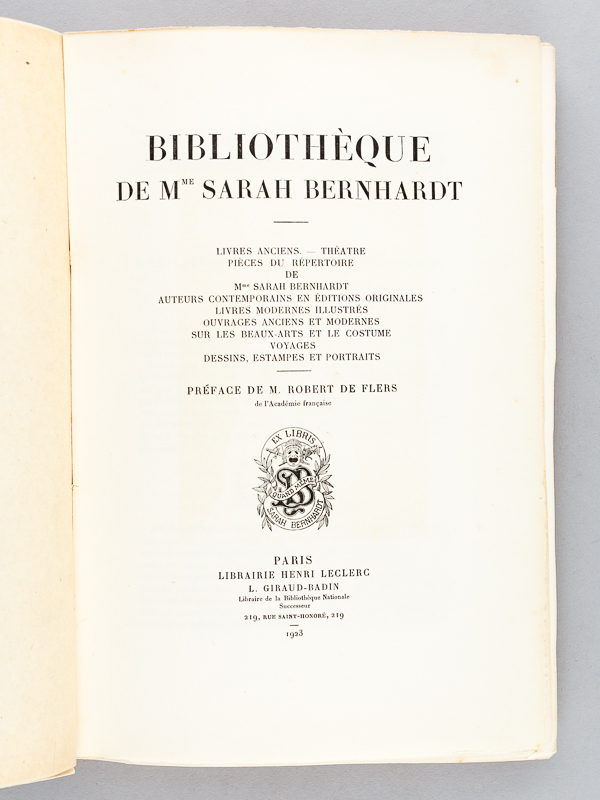 BIBLIOTHÈQUE
DE Mᵐᵉ SARAH BERNHARDT
LIVRES ANCIENS. — THÉATRE
PIÈCES DU RÉPERTOIRE
DE
Mᵐᵉ SARAH BERNHARDT
AUTEURS CONTEMPORAINS EN ÉDITIONS ORIGINALES
LIVRES MODERNES ILLUSTRÉS
OUVRAGES ANCIENS ET MODERNES
SUR LES BEAUX-ARTS ET LE COSTUME
VOYAGES
DESSINS, ESTAMPES ET PORTRAITS
PRÉFACE DE M. ROBERT DE FLERS
de l'Académie française
EX LIBRIS
QUAND MÊME
SB
SARAH BERNHARDT
PARIS
LIBRAIRIE HENRI LECLERC
L. GIRAUD-BADIN
Libraire de la Bibliothèque Nationale
Successeur
219, RUE SAINT-HONORÉ, 219
1923